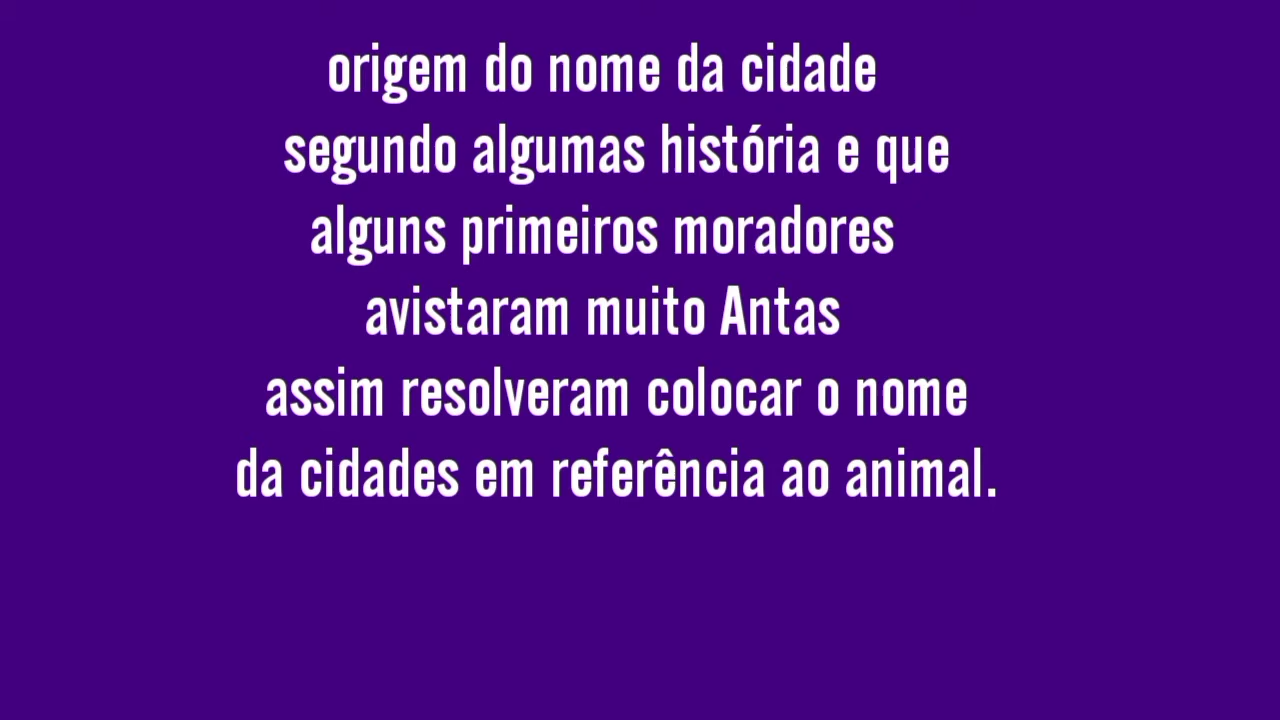 origem do nome da cidade
segundo algumas história e que
alguns primeiros moradores
avistaram muito Antas
assim resolveram colocar o nome
da cidades em referência ao animal.